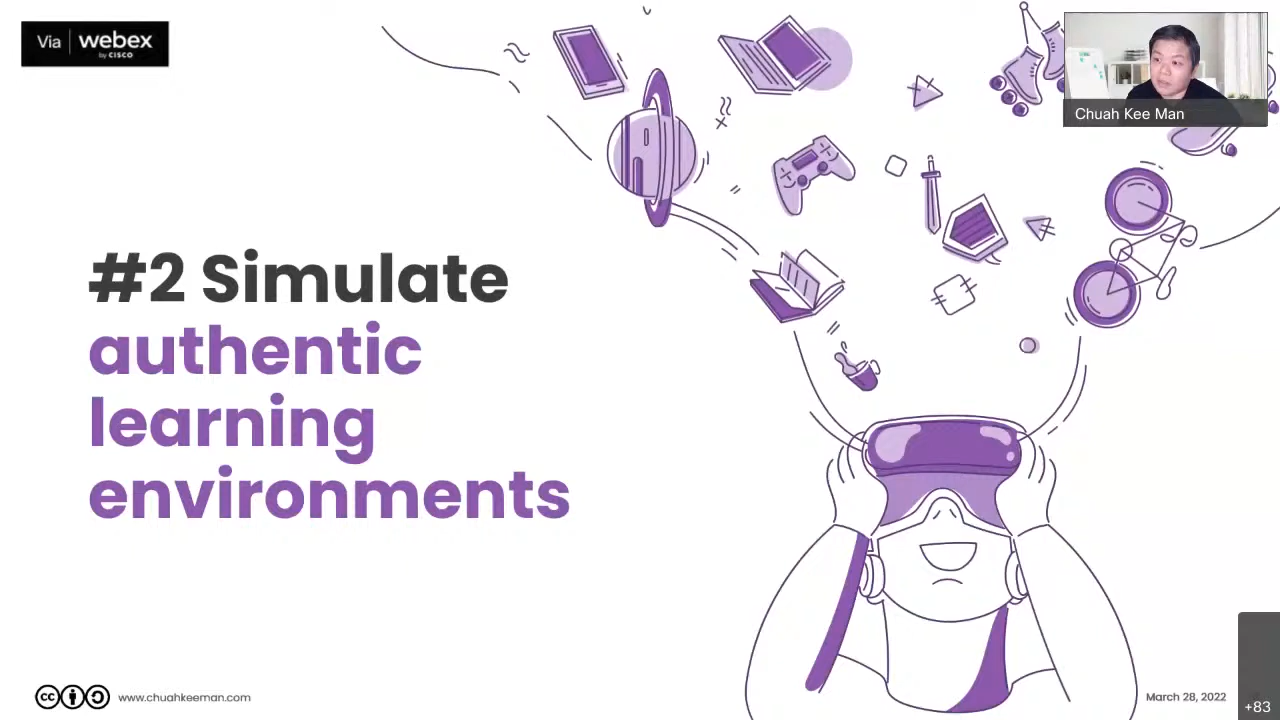 Via webex
by CISCO
Chuah Kee Man
#2 Simulate
authentic
learning
environments
cc
www.chuahkeeman.com
March 28, 2022
+83